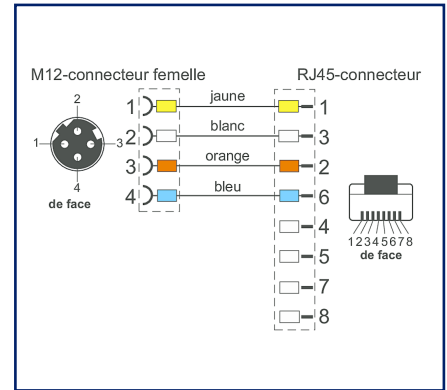 M12-connecteur femelle
RJ45-connecteur
2
1
3
4
de face
1 jaune 1
2 blanc 3
3 orange 2
4 bleu 6
4
5
7
8
12345678
de face